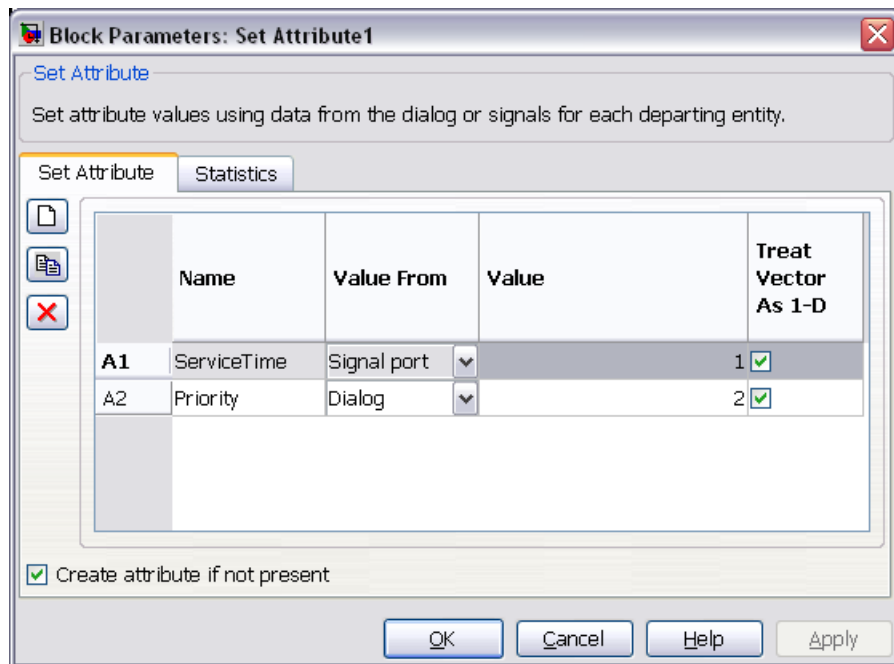 Block Parameters: Set Attribute1
Set Attribute
Set attribute values using data from the dialog or signals for each departing entity.
Set Attribute Statistics
Name Value From Value Treat Vector As 1-D
A1 ServiceTime Signal port 1
A2 Priority Dialog 2
Create attribute if not present
OK Cancel Help Apply